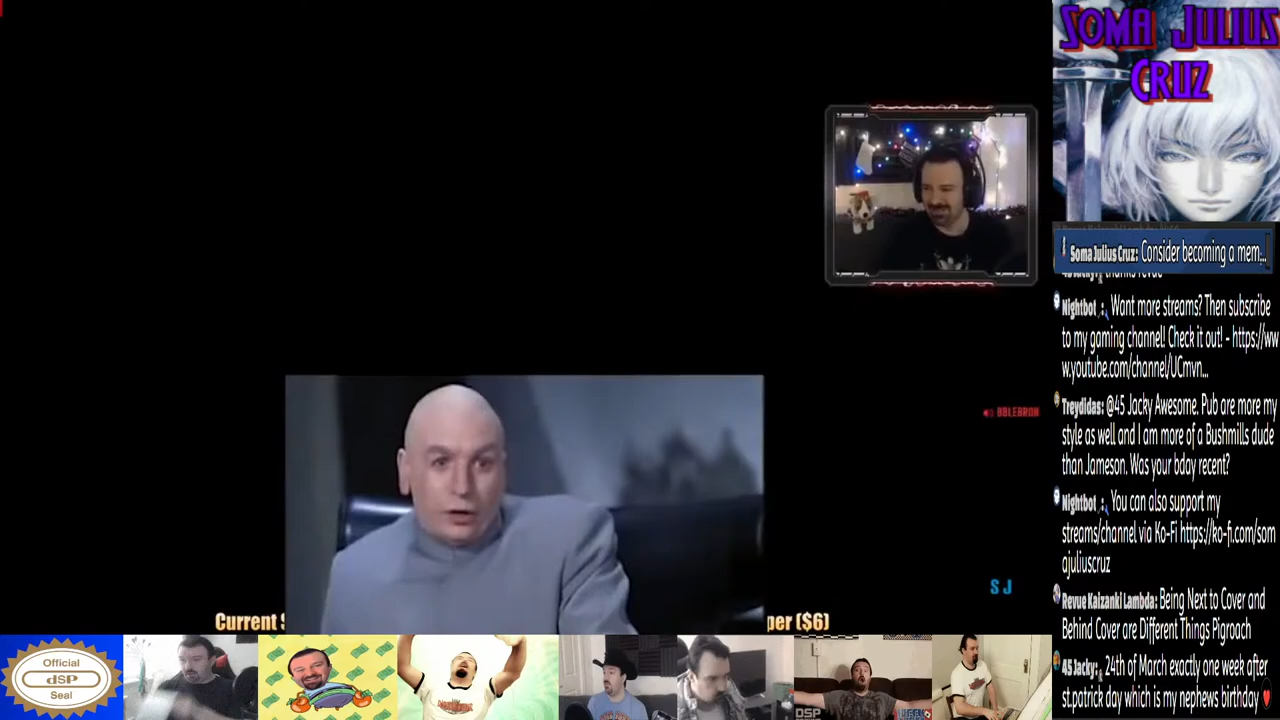 SOMA JULIUS
CRUZ
Soma Julius Cruz: Consider becoming a mem...
45 Jacky: thanks revue
Nightbot: Want more streams? Then subscribe
to my gaming channel! Check it out! - https://ww
w.youtube.com/channel/UCmvn...
Treydidas: @45 Jacky Awesome. Pub are more my
style as well and I am more of a Bushmills dude
than Jameson. Was your bday recent?
Nightbot: You can also support my
streams/channel via Ko-Fi https://ko-fi.com/som
ajuliuscruz
Revue Kaizanki Lambda: Being Next to Cover and
Behind Cover are Different Things Pigroach
45 Jacky: 24th of March exactly one week after
st.patrick day which is my nephews birthday
BBLEBRON
S J
Current S
per ($6)
Official
dSP
Seal
DSP